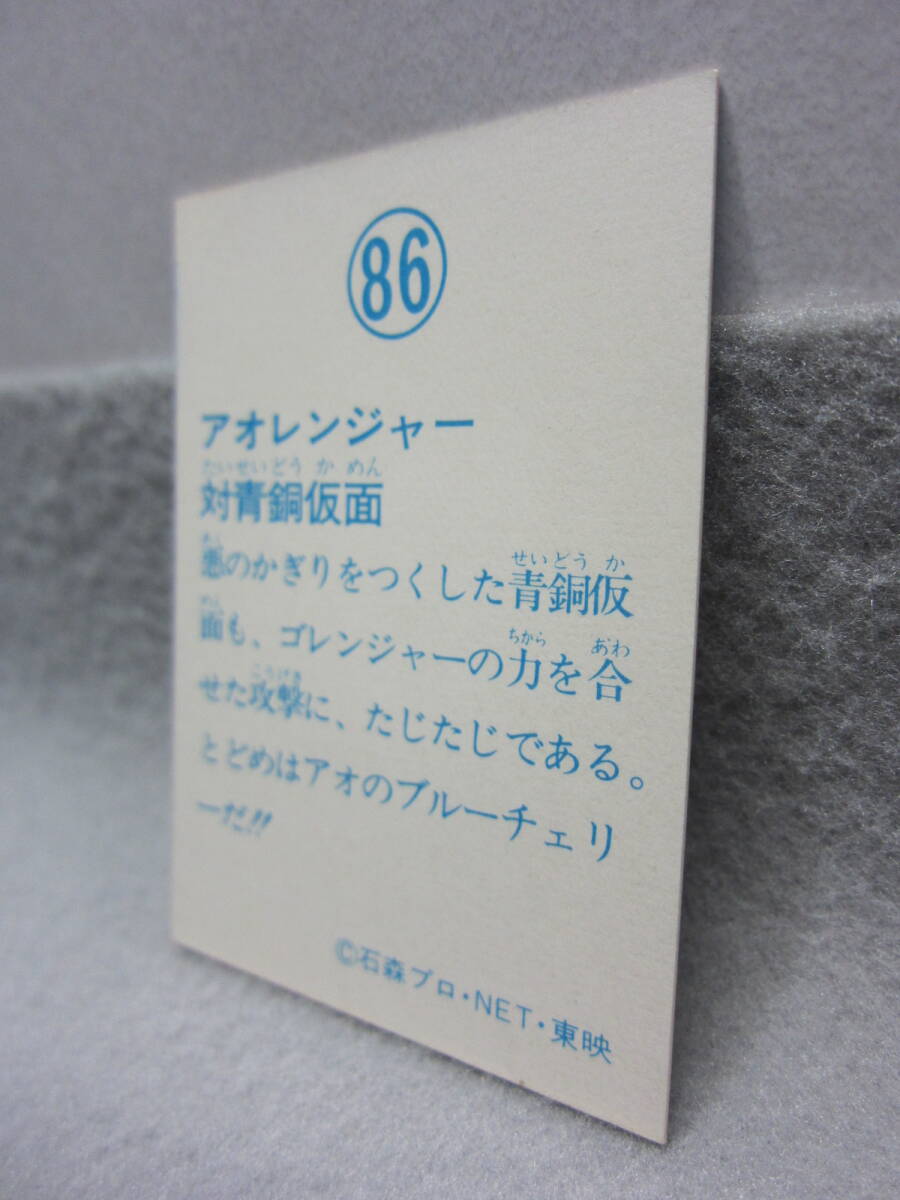 86
アオレンジャー
たいせいどうかめん
対青銅仮面
あく せいどうか
悪のかぎりをつくした青銅仮
めん ちから あわ
面も、ゴレンジャーの力を合
こうげき
せた攻撃に、たじたじである。
とどめはアオのブルーチェリ
ーだ!!
©石森プロ・NET・東映